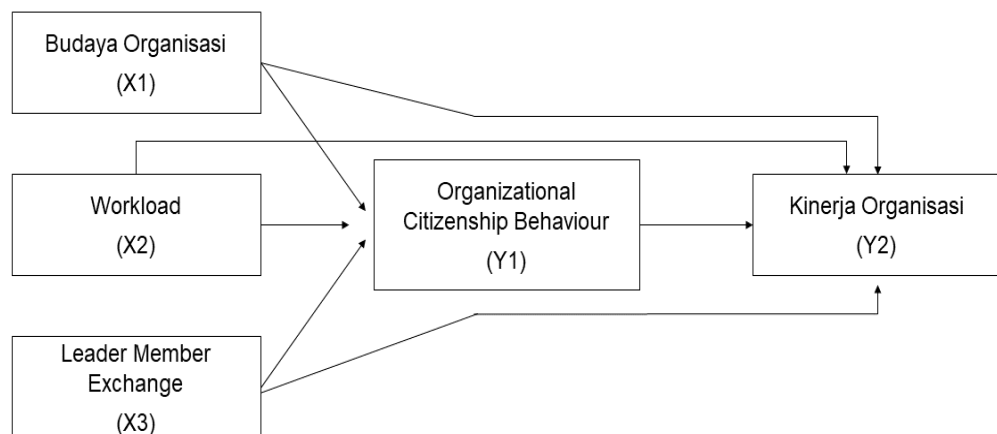 Budaya Organisasi
(X1)
Workload
(X2)
Organizational
Citizenship Behaviour
(Y1)
Kinerja Organisasi
(Y2)
Leader Member
Exchange
(X3)